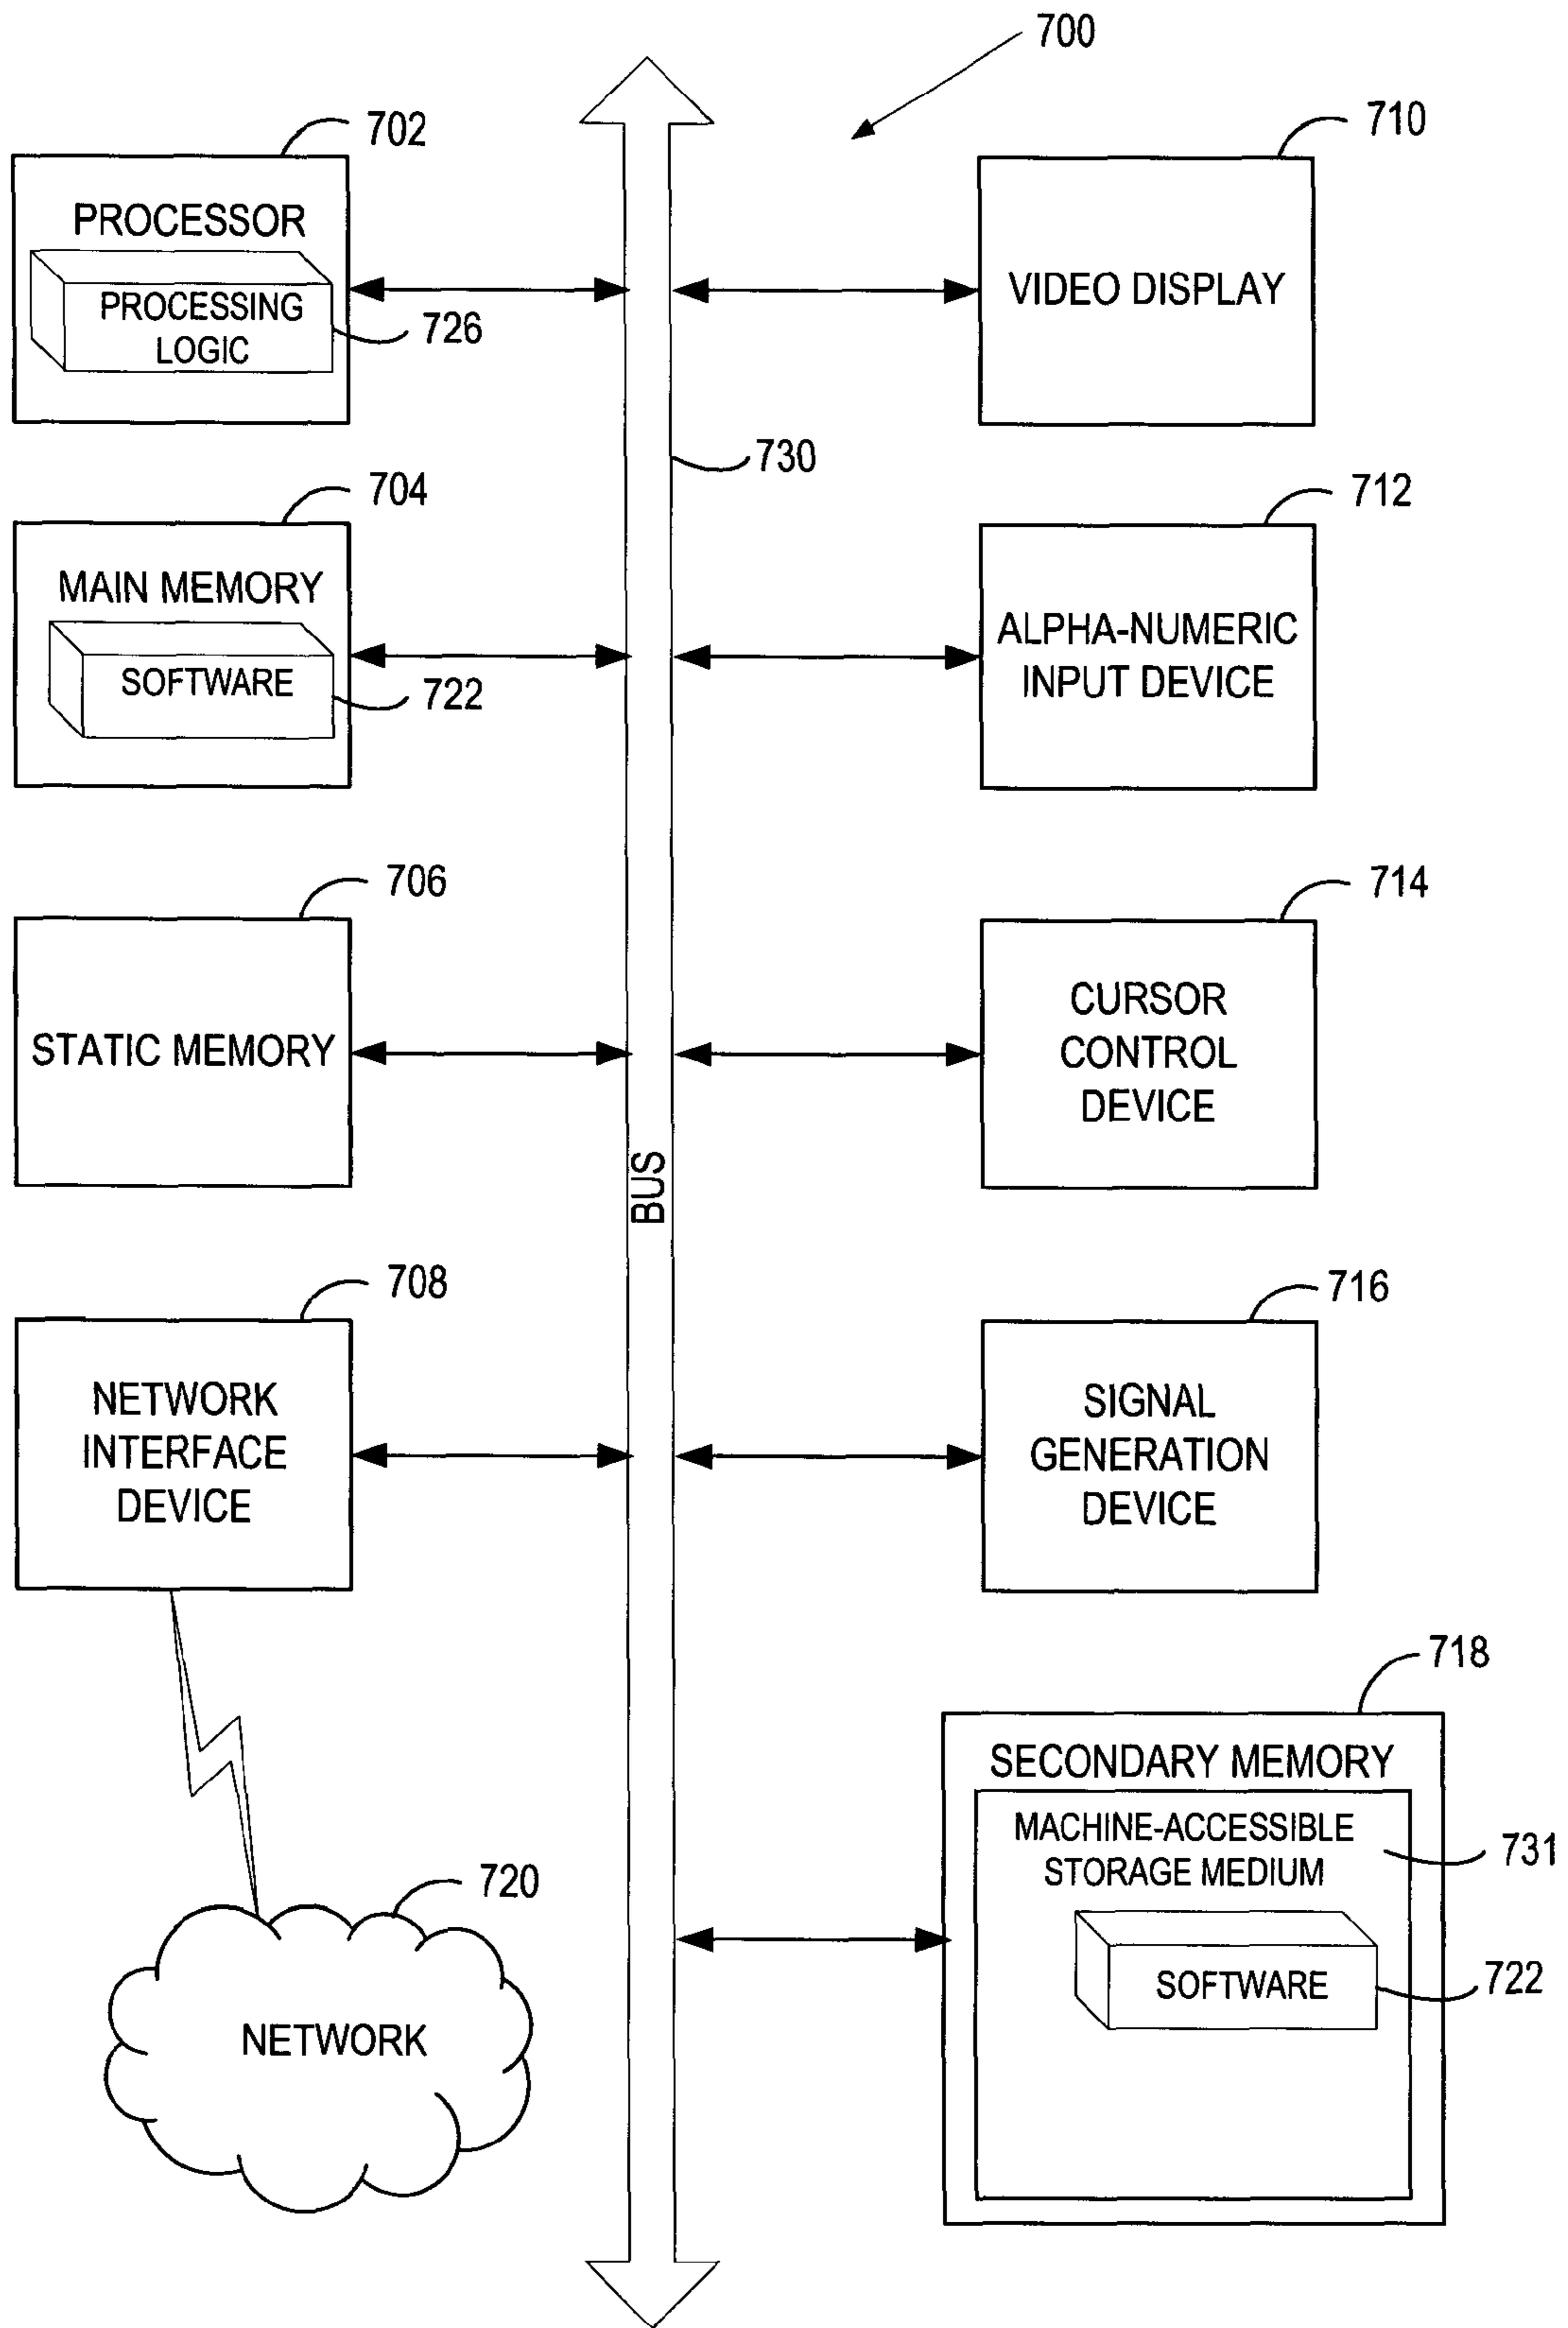 700
702
PROCESSOR
PROCESSING
LOGIC
726
710
VIDEO DISPLAY
730
704
MAIN MEMORY
SOFTWARE
722
712
ALPHA-NUMERIC
INPUT DEVICE
706
STATIC MEMORY
714
CURSOR
CONTROL
DEVICE
BUS
708
NETWORK
INTERFACE
DEVICE
716
SIGNAL
GENERATION
DEVICE
720
NETWORK
718
SECONDARY MEMORY
MACHINE-ACCESSIBLE
STORAGE MEDIUM
731
SOFTWARE
722